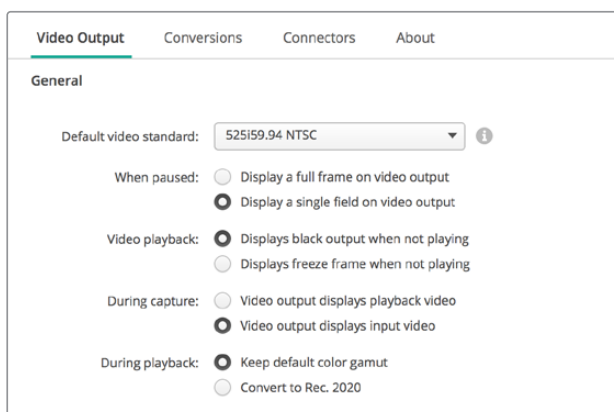 Video Output Conversions Connectors About
General
Default video standard: 525i59.94 NTSC
When paused: Display a full frame on video output
Display a single field on video output
Video playback: Displays black output when not playing
Displays freeze frame when not playing
During capture: Video output displays playback video
Video output displays input video
During playback: Keep default color gamut
Convert to Rec. 2020